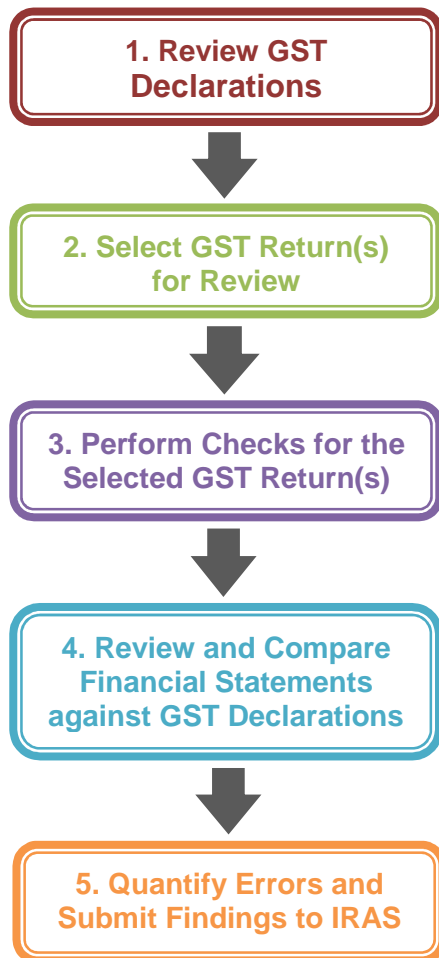 1. Review GST
Declarations
2. Select GST Return(s)
for Review
3. Perform Checks for the
Selected GST Return(s)
4. Review and Compare
Financial Statements
against GST Declarations
5. Quantify Errors and
Submit Findings to IRAS